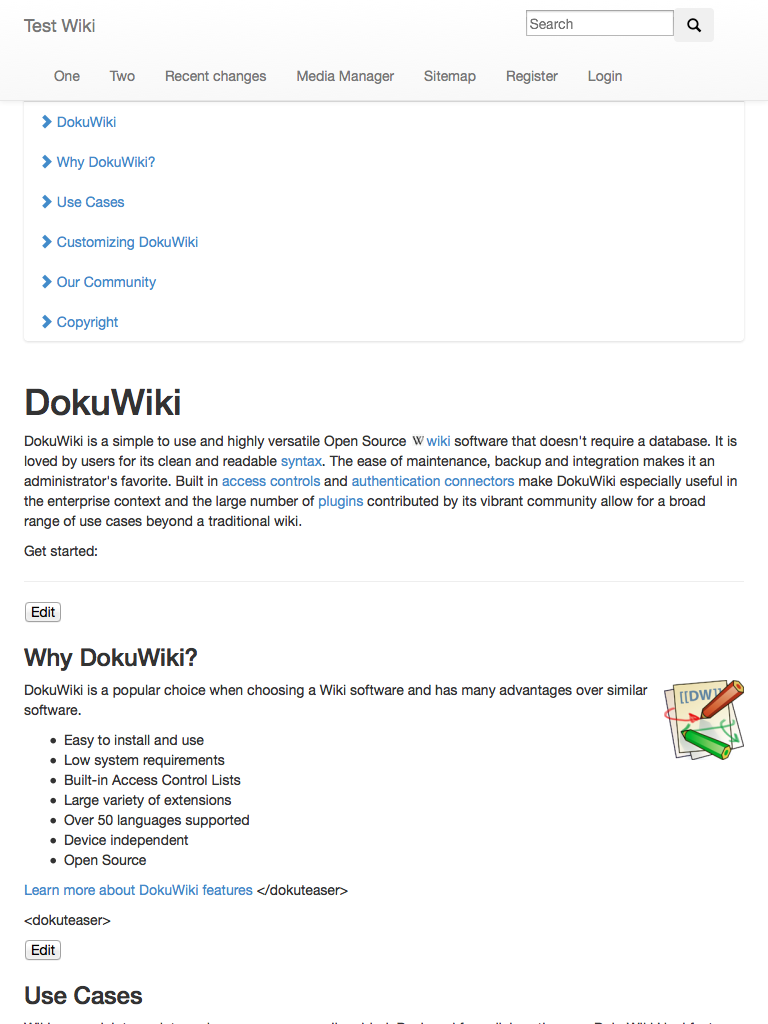 Test Wiki
Search
One Two Recent changes Media Manager Sitemap Register Login
DokuWiki
Why DokuWiki?
Use Cases
Customizing DokuWiki
Our Community
Copyright
DokuWiki
DokuWiki is a simple to use and highly versatile Open Source W wiki software that doesn't require a database. It is
loved by users for its clean and readable syntax. The ease of maintenance, backup and integration makes it an
administrator's favorite. Built in access controls and authentication connectors make DokuWiki especially useful in
the enterprise context and the large number of plugins contributed by its vibrant community allow for a broad
range of use cases beyond a traditional wiki.
Get started:
Edit
Why DokuWiki?
DokuWiki is a popular choice when choosing a Wiki software and has many advantages over similar
software.
[[DW]]
• Easy to install and use
• Low system requirements
• Built-in Access Control Lists
• Large variety of extensions
• Over 50 languages supported
• Device independent
• Open Source
Learn more about DokuWiki features </dokuteaser>
<dokuteaser>
Edit
Use Cases